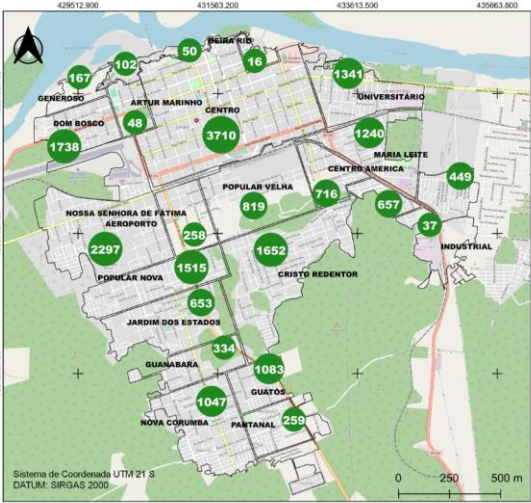 429512.900 431563.200 433613.500 435663.800
BEIRA RIO
50
102
16
167
1341
GENEROSO
UNIVERSITÁRIO
ARTUR MARINHO
CENTRO
DOM BOSCO
48
3710
1240
1738
MARIA LEITE
CENTRO AMERICA
449
POPULAR VELHA
716
657
819
NOSSA SENHORA DE FÁTIMA
AEROPORTO
37
258
2297
1652
INDUSTRIAL
1515
POPULAR NOVA
CRISTO REDENTOR
653
JARDIM DOS ESTADOS
334
GUANABARA
1083
GUATÓS
1047
259
NOVA CORUMBA
PANTANAL
Sistema de Coordenada UTM 21 S
DATUM: SIRGAS 2000
0 250 500 m